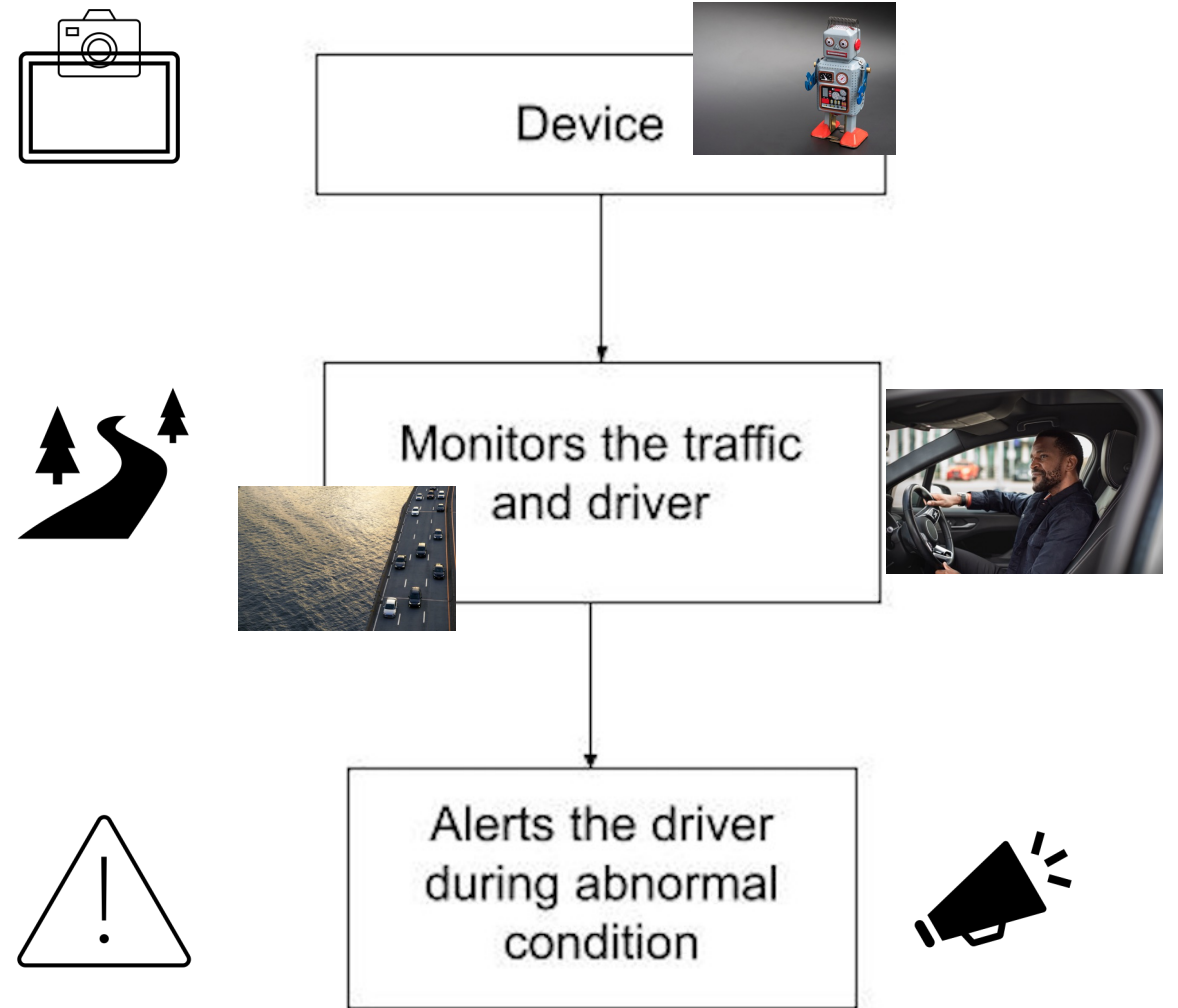 Device
Monitors the traffic
and driver
Alerts the driver
during abnormal
condition